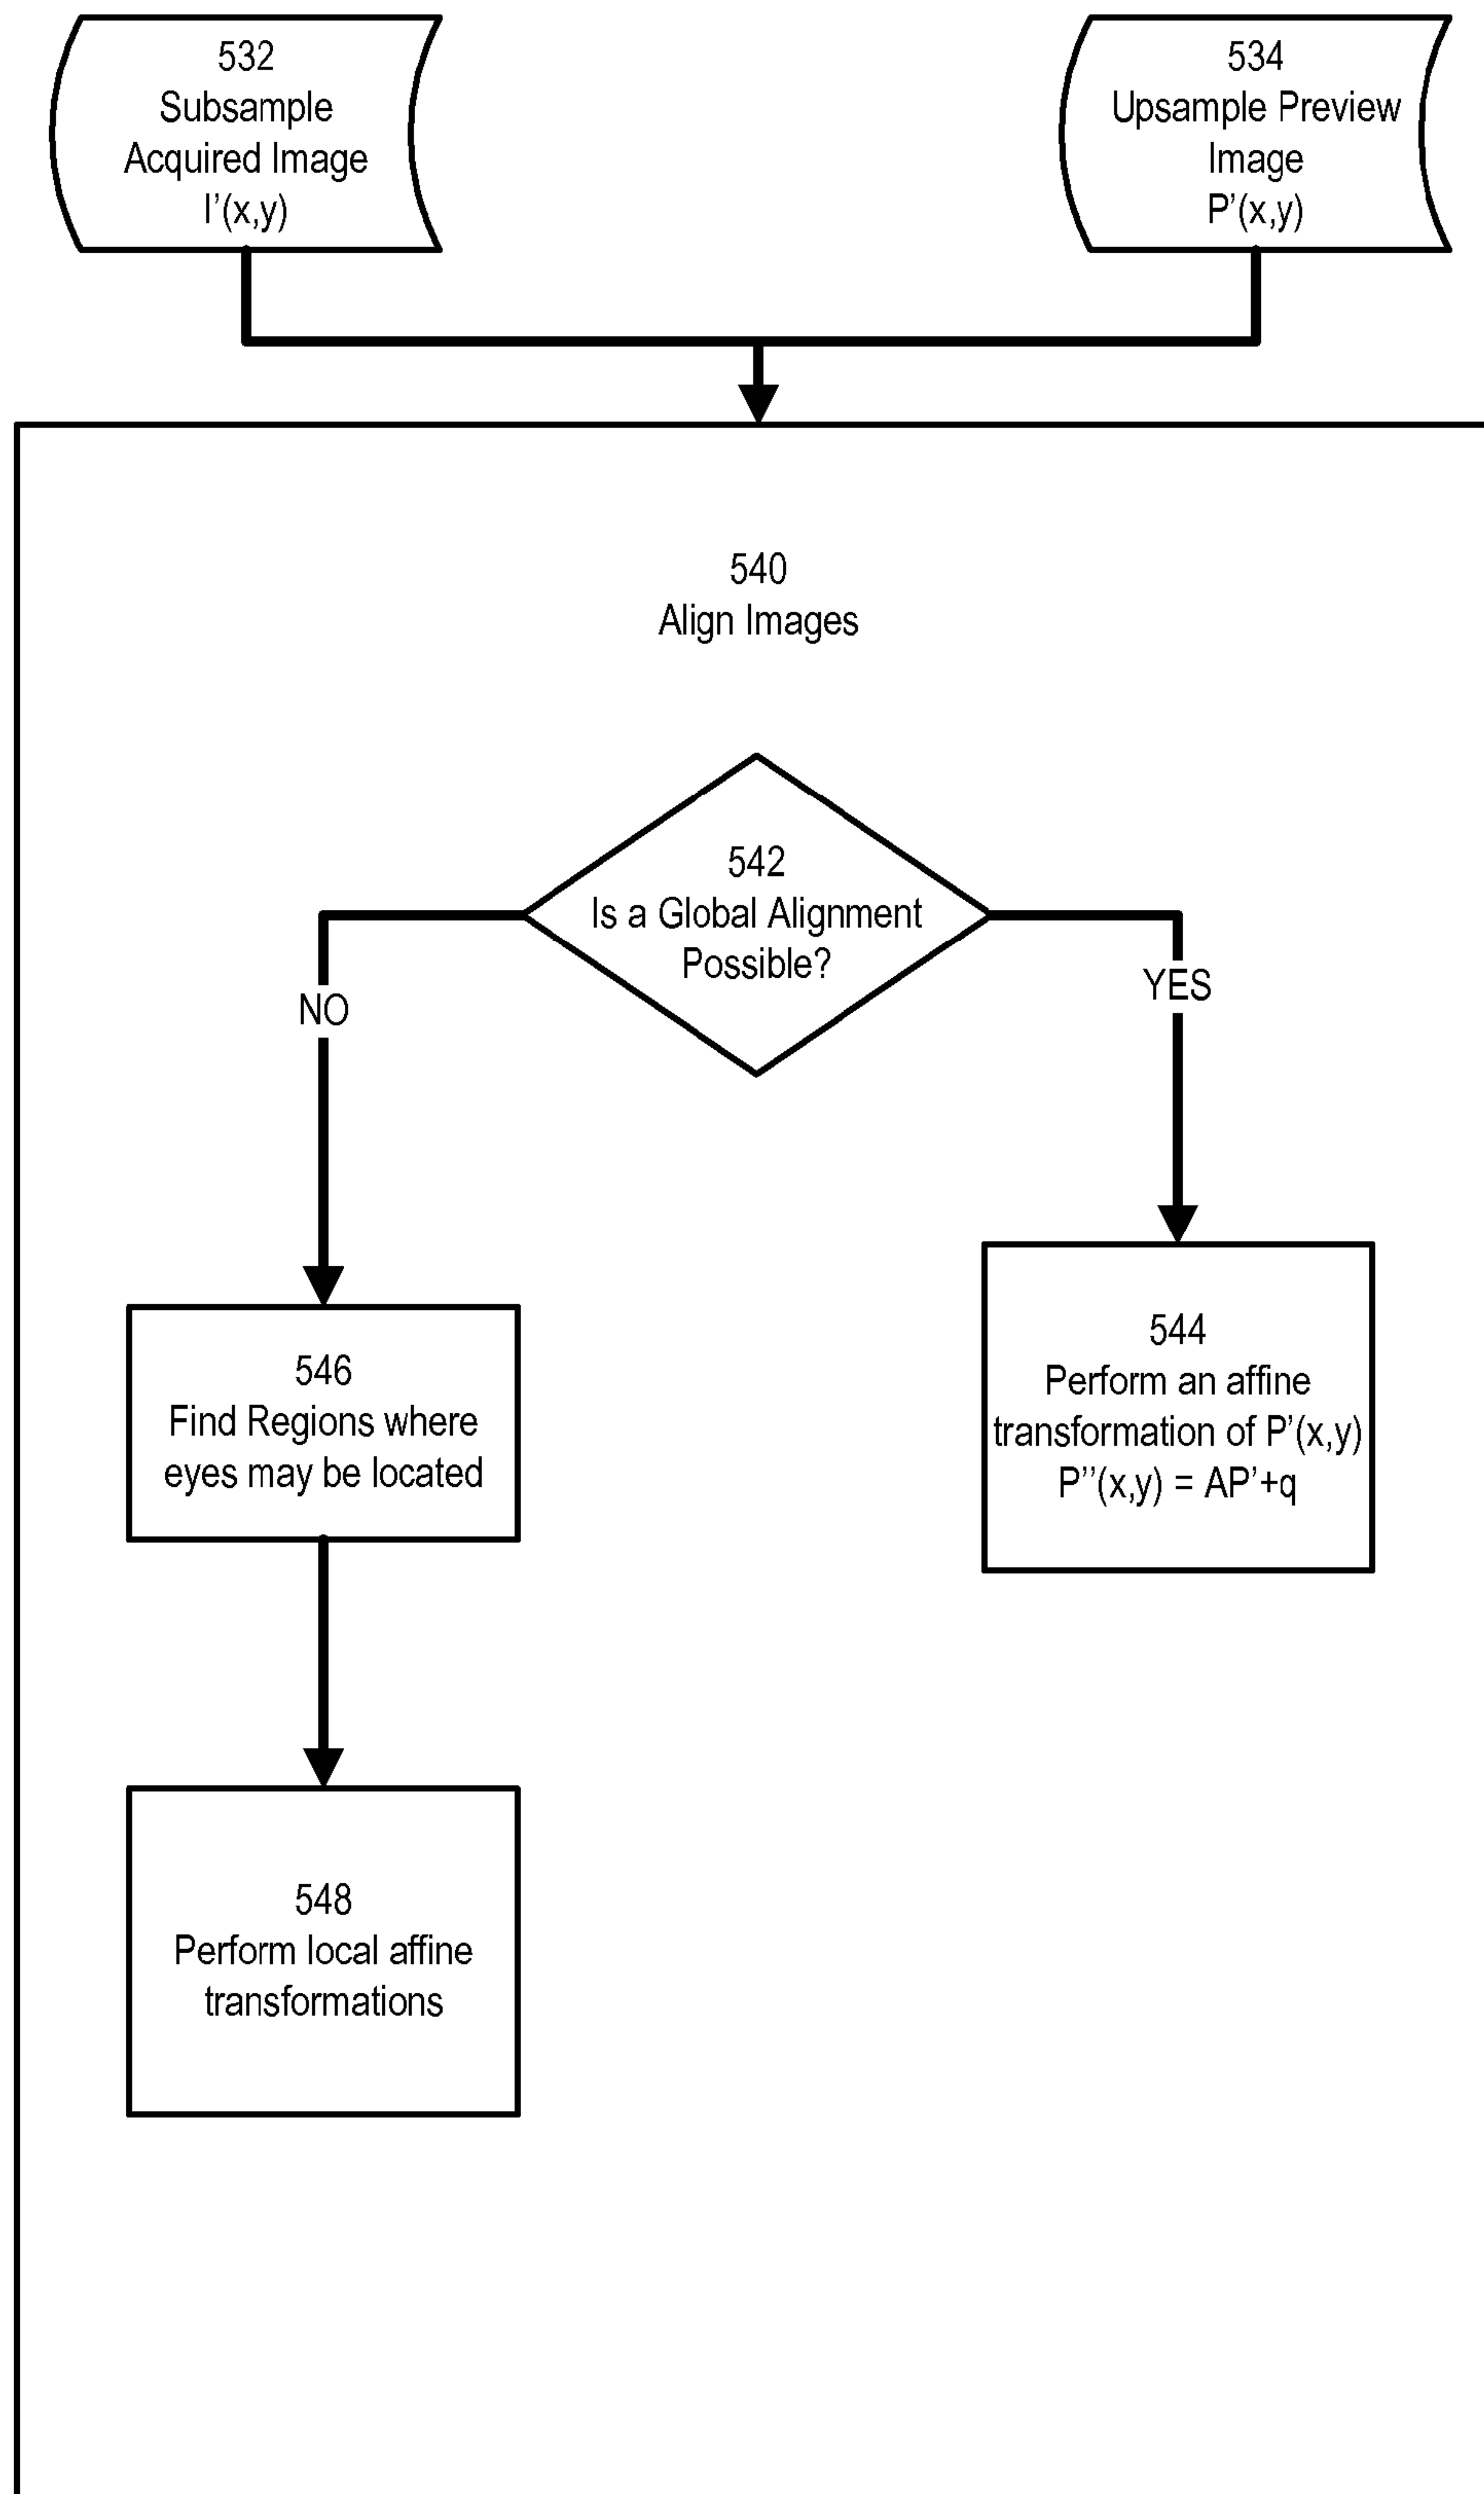 532
Subsample
Acquired Image
I'(x,y)
534
Upsample Preview
Image
P'(x,y)
540
Align Images
542
Is a Global Alignment
Possible?
NO
YES
546
Find Regions where
eyes may be located
544
Perform an affine
transformation of P'(x,y)
P''(x,y) = AP'+q
548
Perform local affine
transformations